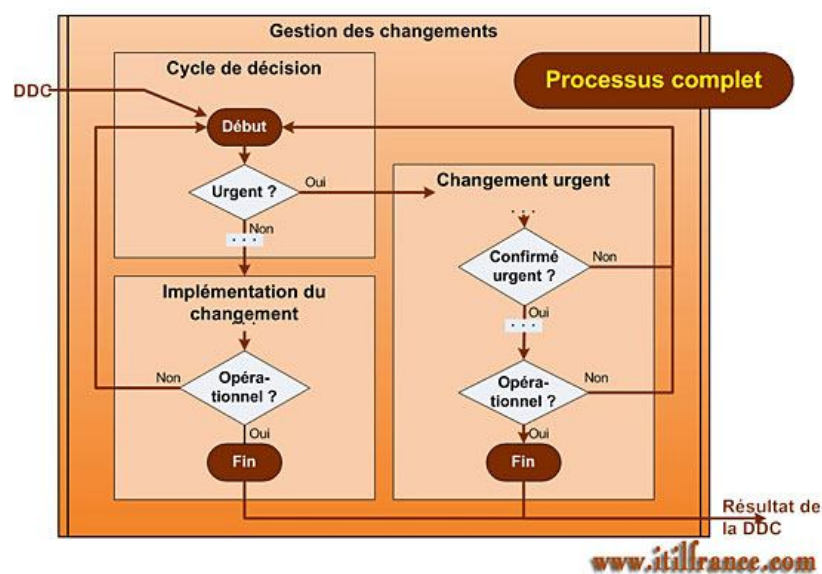 Gestion des changements
Processus complet
Cycle de décision
DDC
Début
Urgent ?
Oui
Non
. . .
Changement urgent
. . .
Confirmé
urgent ?
Non
Oui
. . .
Implémentation du
changement
. . .
Opéra-
tionnel ?
Non
Oui
Fin
Opéra-
tionnel ?
Non
Oui
Fin
Résultat de
la DDC
www.itilfrance.com